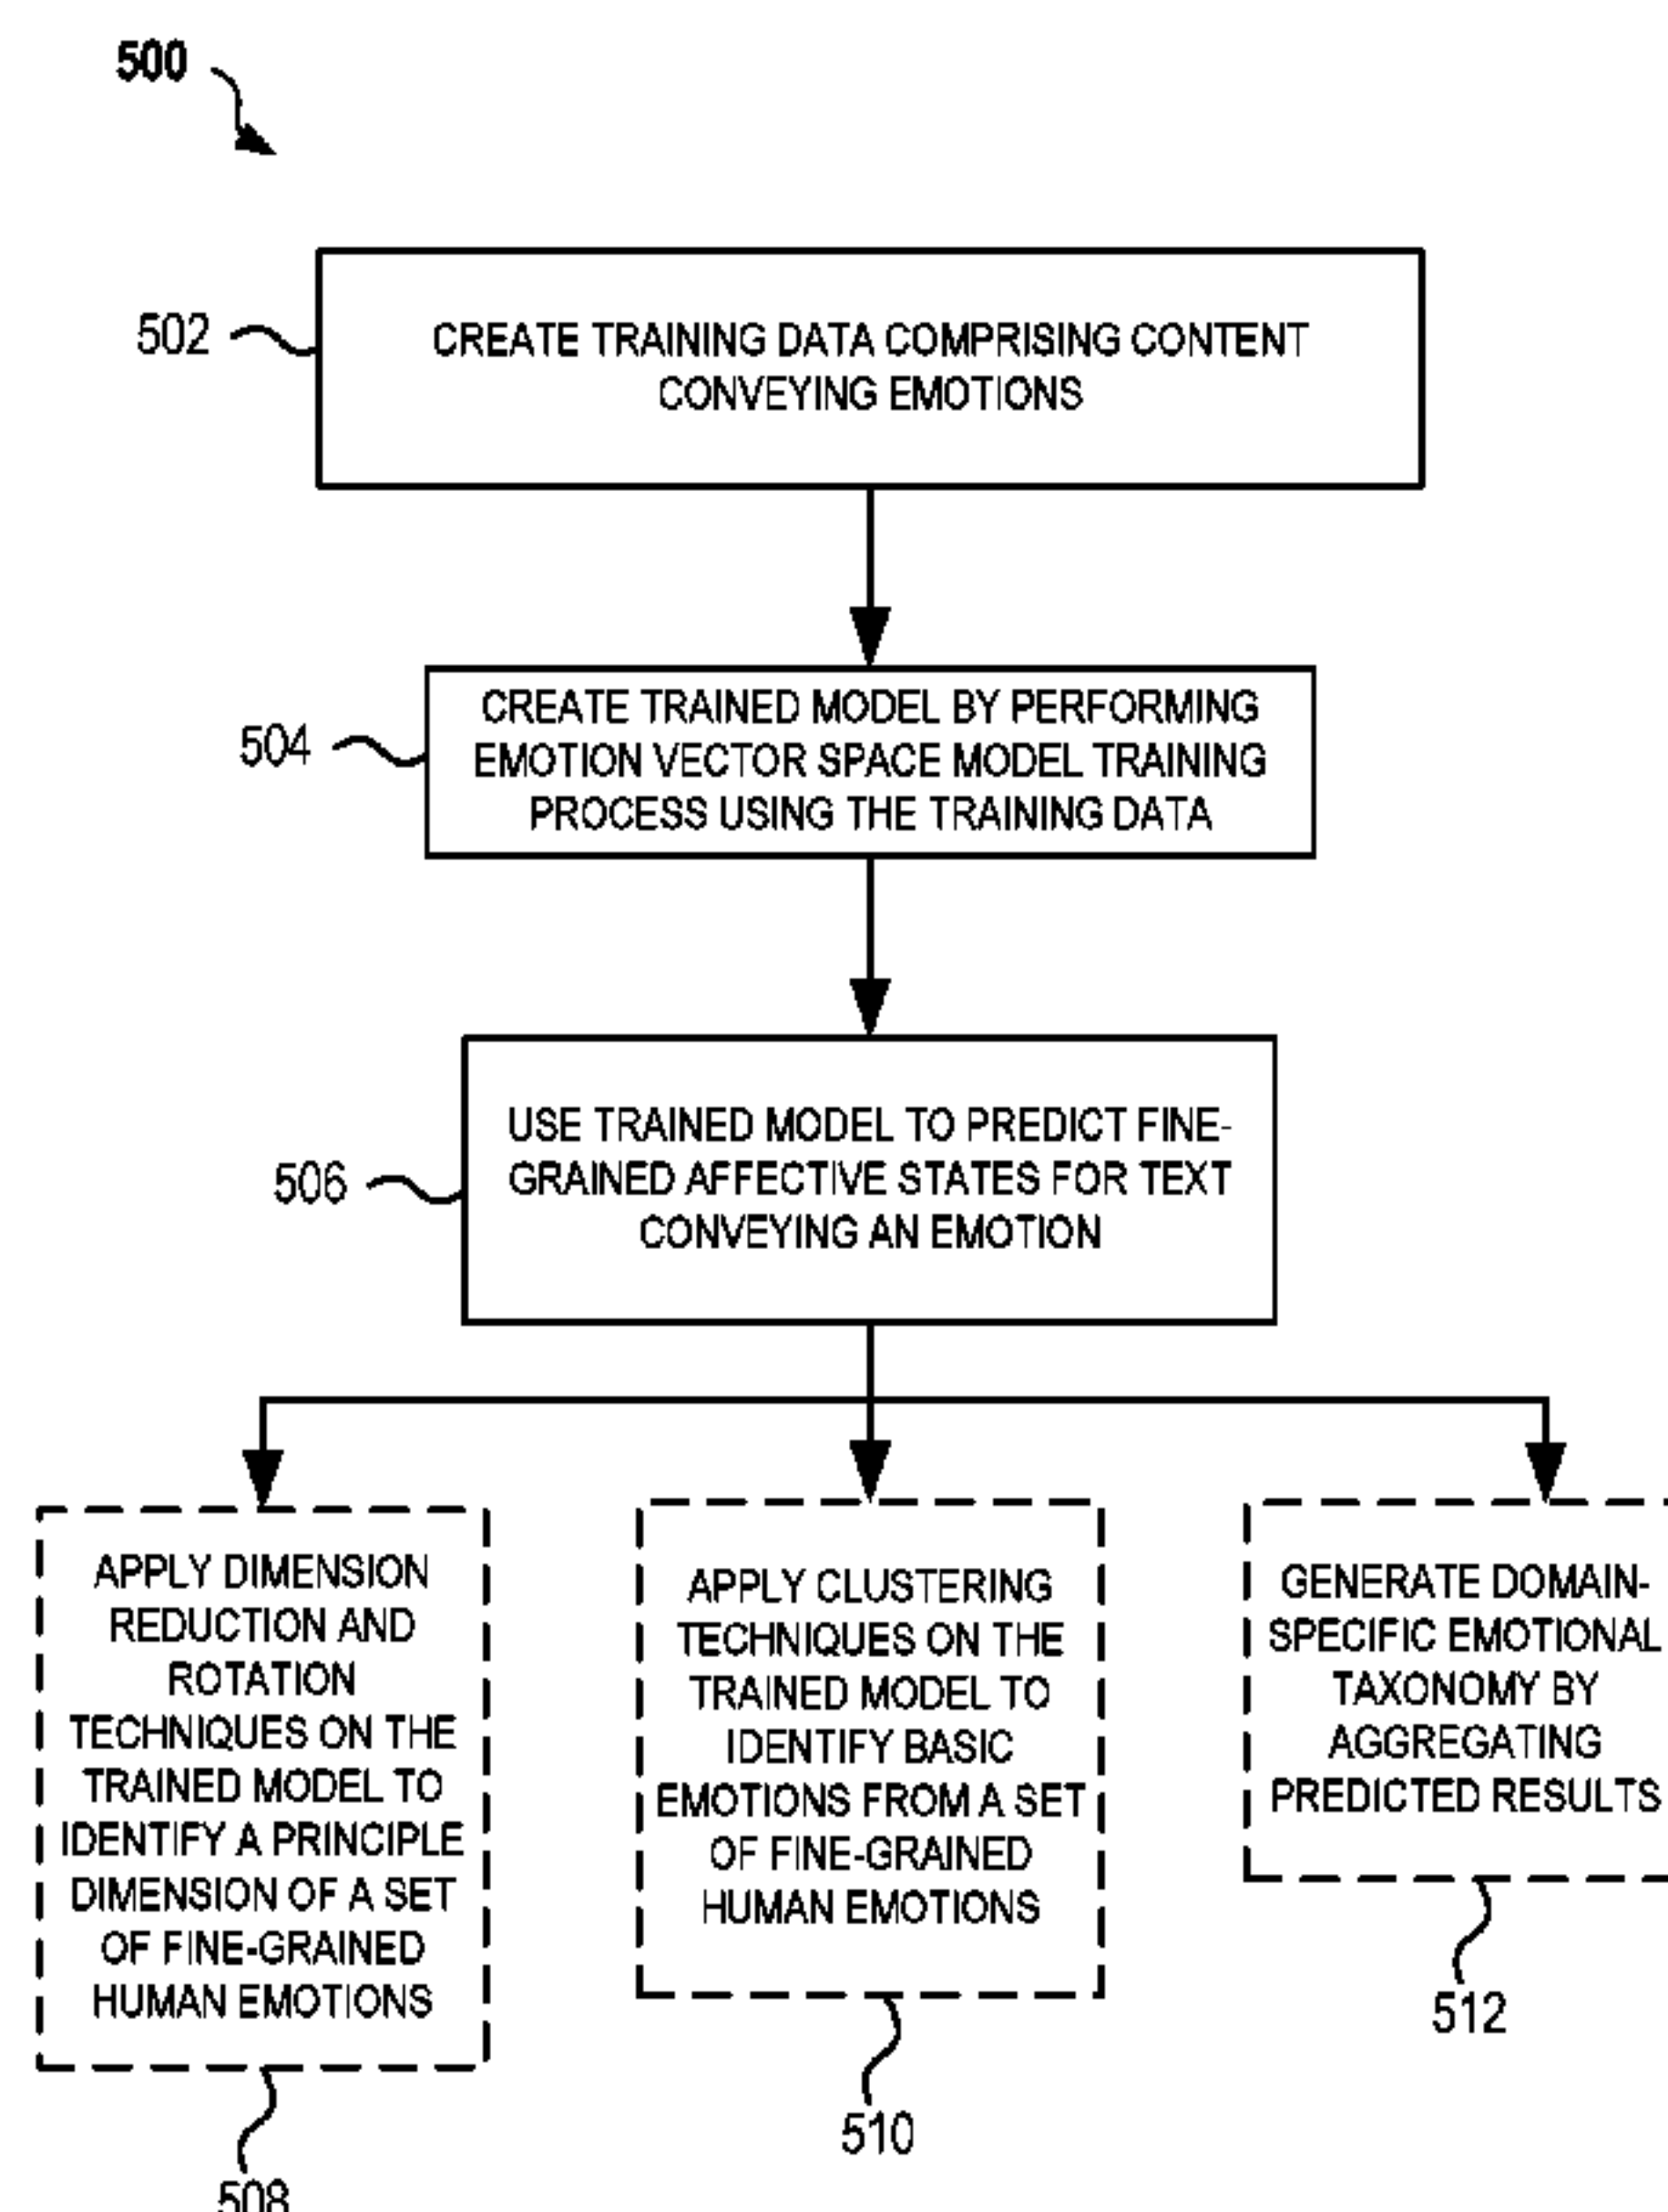 500
502
CREATE TRAINING DATA COMPRISING CONTENT
CONVEYING EMOTIONS
504
CREATE TRAINED MODEL BY PERFORMING
EMOTION VECTOR SPACE MODEL TRAINING
PROCESS USING THE TRAINING DATA
506
USE TRAINED MODEL TO PREDICT FINE-
GRAINED AFFECTIVE STATES FOR TEXT
CONVEYING AN EMOTION
APPLY DIMENSION
REDUCTION AND
ROTATION
TECHNIQUES ON THE
TRAINED MODEL TO
IDENTIFY A PRINCIPLE
DIMENSION OF A SET
OF FINE-GRAINED
HUMAN EMOTIONS
508
APPLY CLUSTERING
TECHNIQUES ON THE
TRAINED MODEL TO
IDENTIFY BASIC
EMOTIONS FROM A SET
OF FINE-GRAINED
HUMAN EMOTIONS
510
GENERATE DOMAIN-
SPECIFIC EMOTIONAL
TAXONOMY BY
AGGREGATING
PREDICTED RESULTS
512